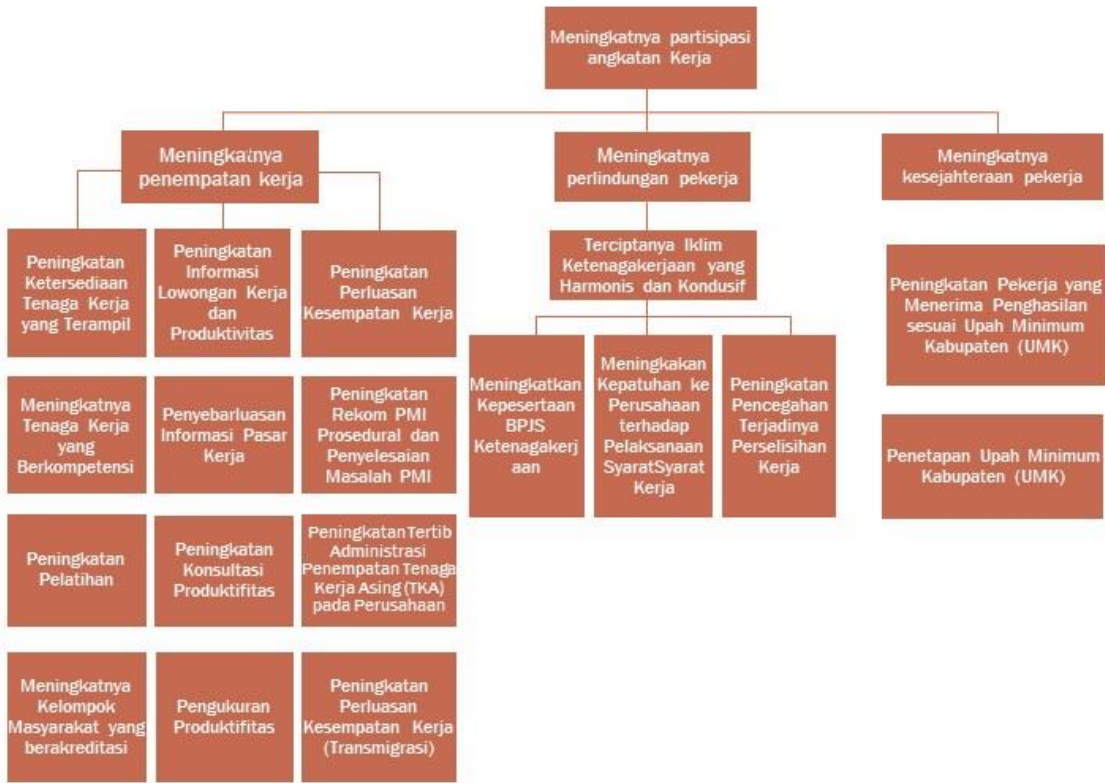 Meningkatnya partisipasi
angkatan Kerja
Meningkatnya
penempatan kerja
Meningkatnya
perlindungan pekerja
Meningkatnya
kesejahteraan pekerja
Peningkatan
Ketersediaan
Tenaga Kerja
yang Terampil
Peningkatan
Informasi
Lowongan Kerja
dan
Produktivitas
Peningkatan
Perluasan
Kesempatan Kerja
Terciptanya Iklim
Ketenagakerjaan yang
Harmonis dan Kondusif
Peningkatan Pekerja yang
Menerima Penghasilan
sesuai Upah Minimum
Kabupaten (UMK)
Meningkatnya
Tenaga Kerja
yang
Berkompetensi
Penyebarluasan
Informasi Pasar
Kerja
Peningkatan
Rekom PMI
Prosedural dan
Penyelesaian
Masalah PMI
Meningkatkan
Kepesertaan
BPJS
Ketenagakerj
aan
Meningkakan
Kepatuhan ke
Perusahaan
terhadap
Pelaksanaan
SyaratSyarat
Kerja
Peningkatan
Pencegahan
Terjadinya
Perselisihan
Kerja
Penetapan Upah Minimum
Kabupaten (UMK)
Peningkatan
Pelatihan
Peningkatan
Konsultasi
Produktifitas
Peningkatan Tertib
Administrasi
Penempatan Tenaga
Kerja Asing (TKA)
pada Perusahaan
Meningkatnya
Kelompok
Masyarakat yang
berakreditasi
Pengukuran
Produktifitas
Peningkatan
Perluasan
Kesempatan Kerja
(Transmigrasi)